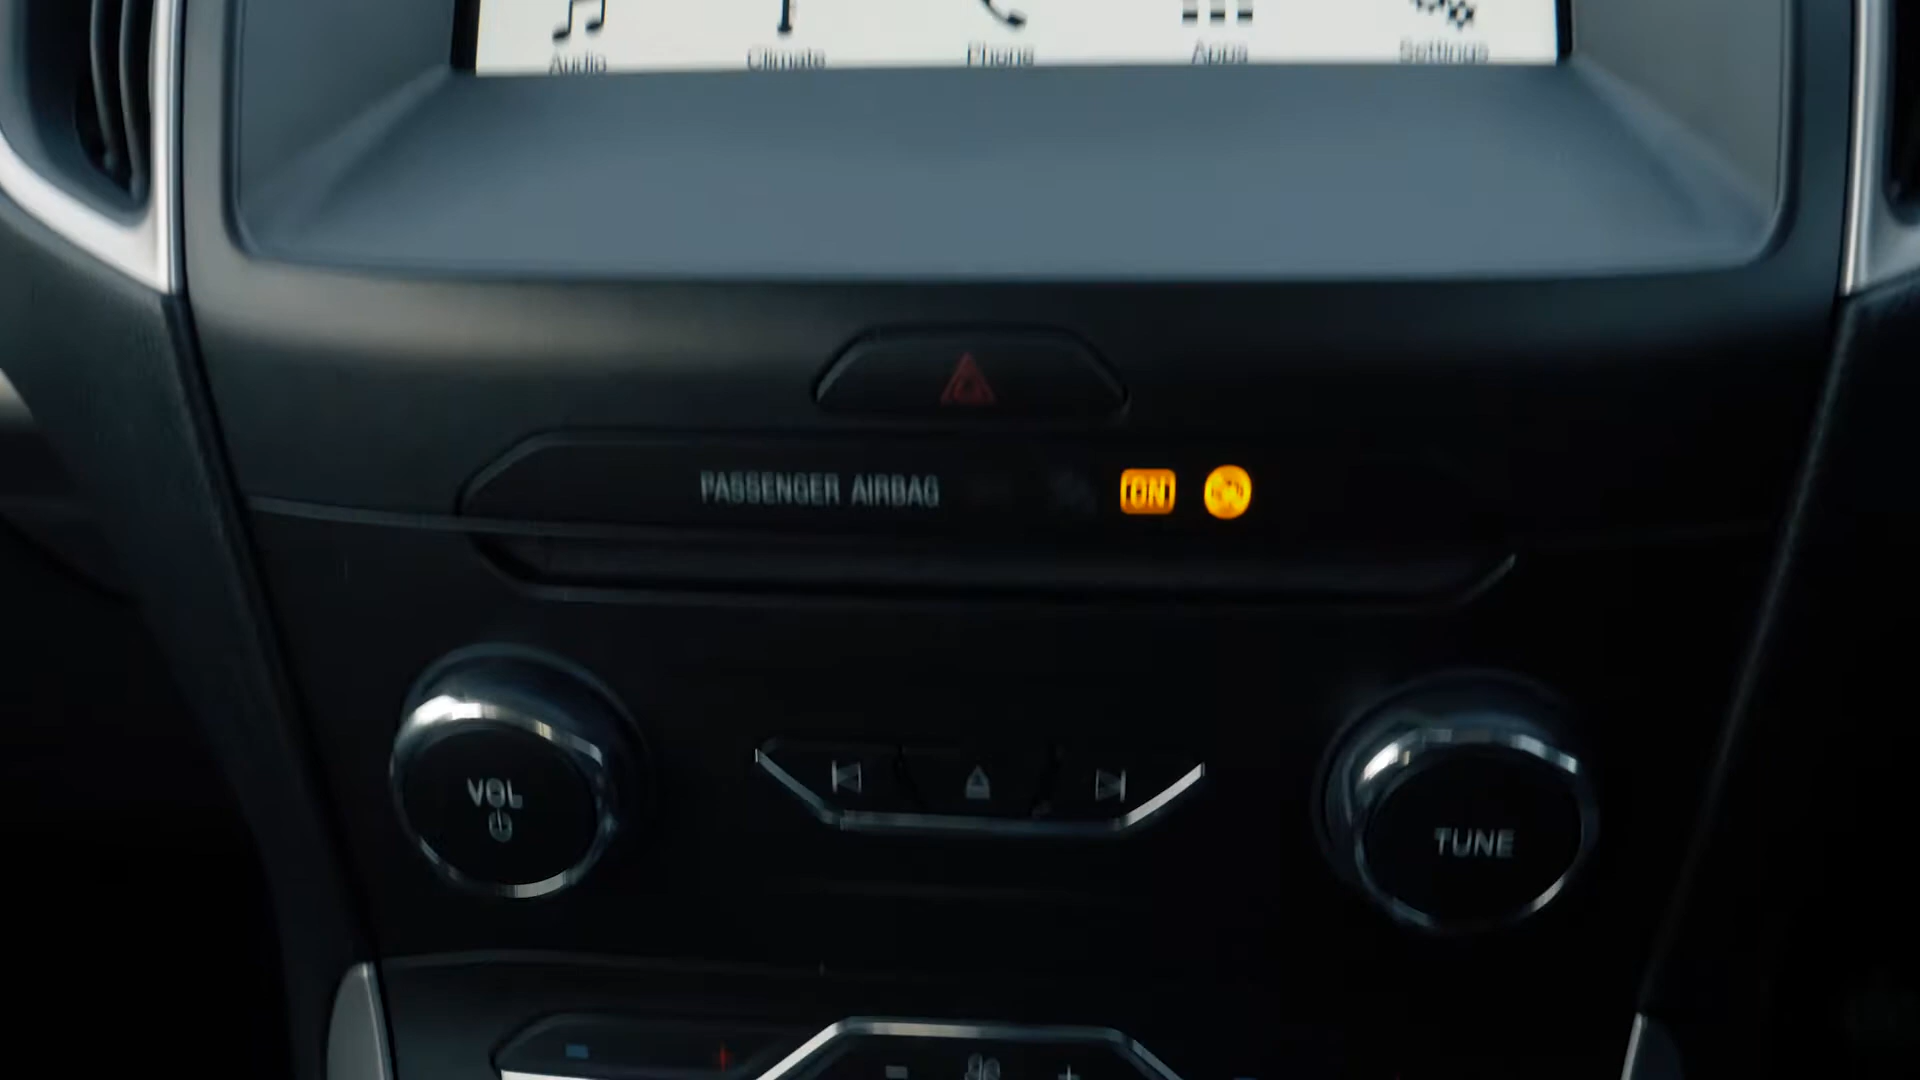 Audio
Climate
Phone
Apps
Settings
PASSENGER AIRBAG
ON
VOL
TUNE